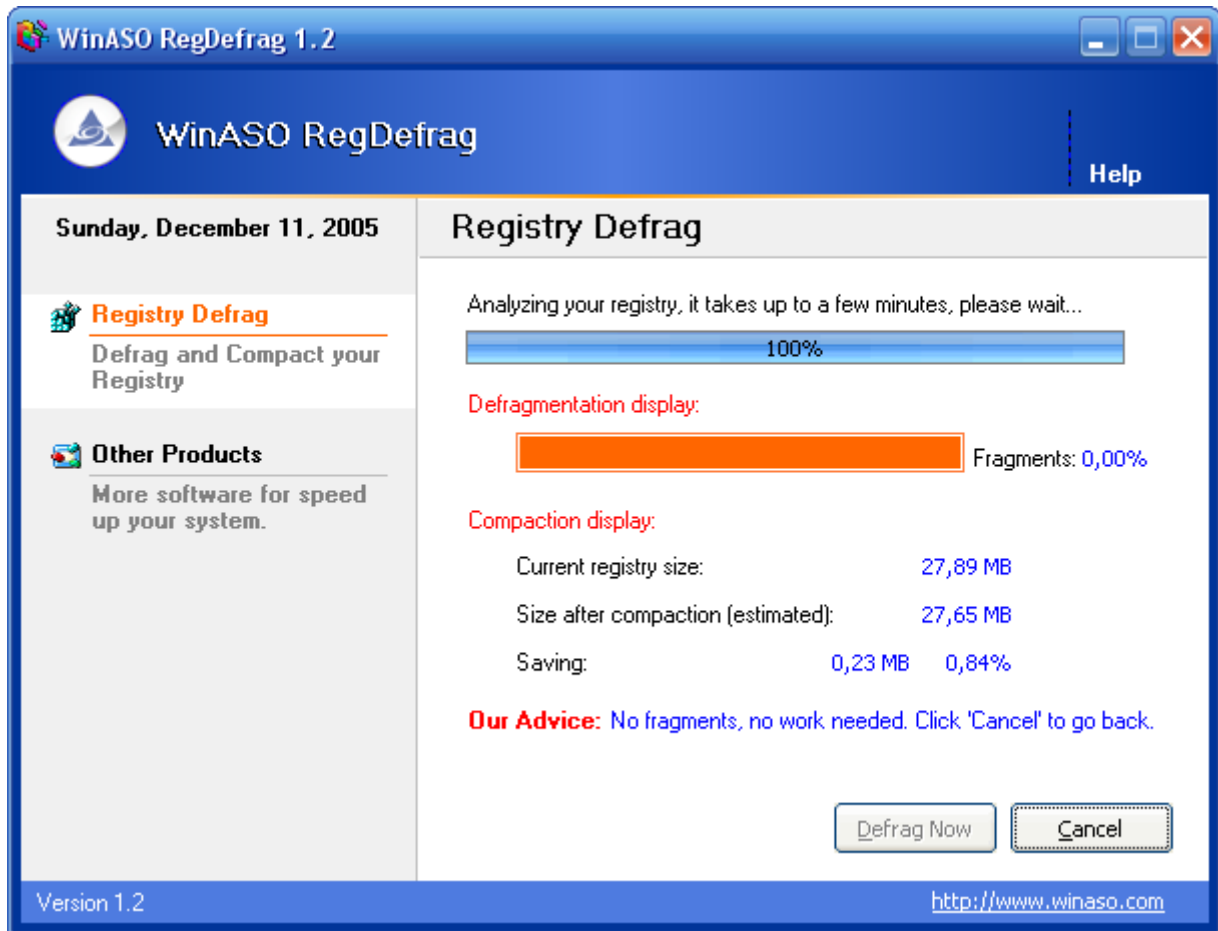 WinASO RegDefrag 1.2
WinASO RegDefrag
Help
Sunday, December 11, 2005
Registry Defrag
Defrag and Compact your
Registry
Other Products
More software for speed
up your system.
Registry Defrag
Analyzing your registry, it takes up to a few minutes, please wait...
100%
Defragmentation display:
Fragments: 0,00%
Compaction display:
Current registry size: 27,89 MB
Size after compaction (estimated): 27,65 MB
Saving: 0,23 MB 0,84%
Our Advice: No fragments, no work needed. Click 'Cancel' to go back.
Defrag Now Cancel
Version 1.2 http://www.winaso.com